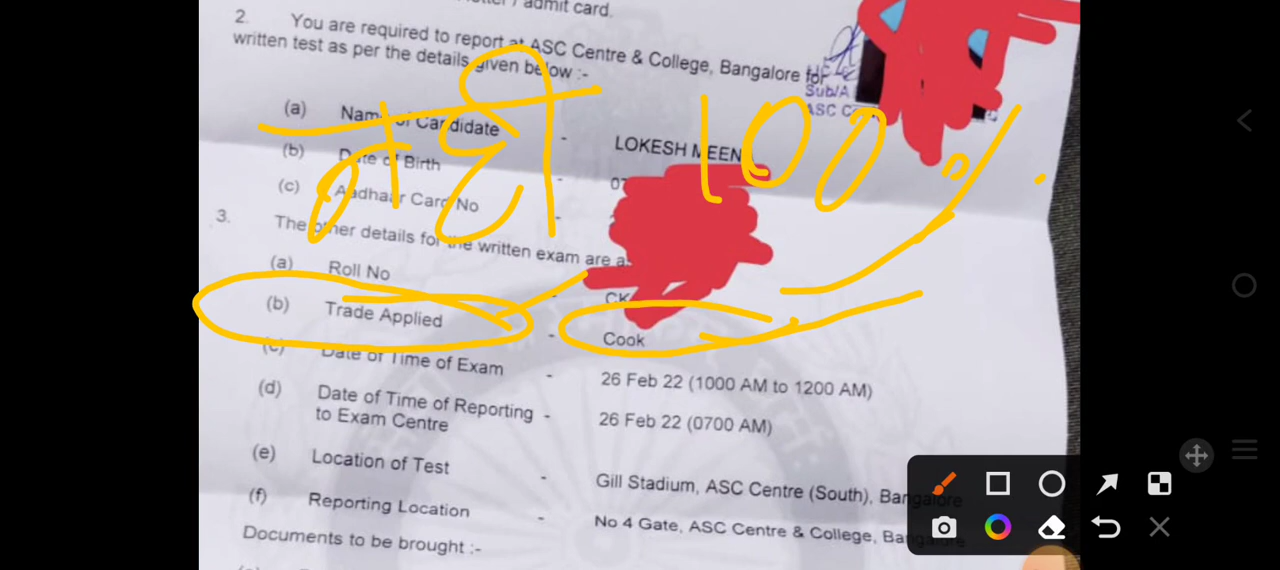 letter / admit card.
2. You are required to report at ASC Centre & College, Bangalore for
written test as per the details given below :-
Sub/A
ASC C
(a) Name of Candidate - LOKESH MEEN
(b) Date of Birth - 07
(c) Aadhaar Card No -
नही 100%.
3. The other details for the written exam are as
(a) Roll No - CK
(b) Trade Applied - Cook
(c) Date of Time of Exam - 26 Feb 22 (1000 AM to 1200 AM)
(d) Date of Time of Reporting - 26 Feb 22 (0700 AM)
to Exam Centre
(e) Location of Test - Gill Stadium, ASC Centre (South), Bangalore
(f) Reporting Location - No 4 Gate, ASC Centre & College, Bangalore
Documents to be brought :-